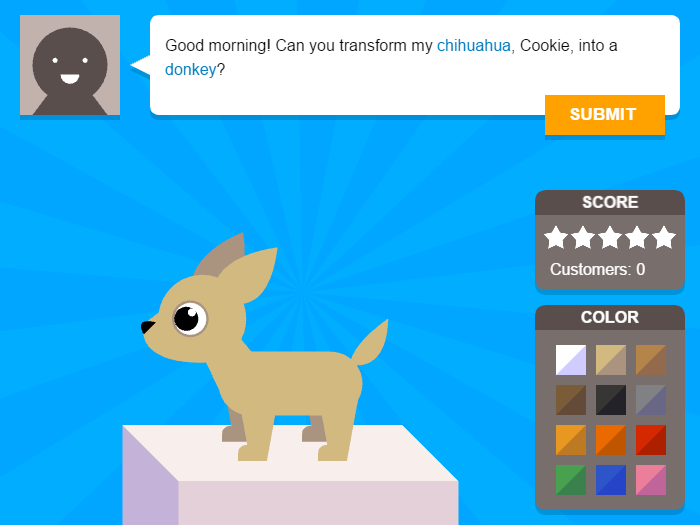 Good morning! Can you transform my chihuahua, Cookie, into a
donkey?
SUBMIT
SCORE
Customers: 0
COLOR